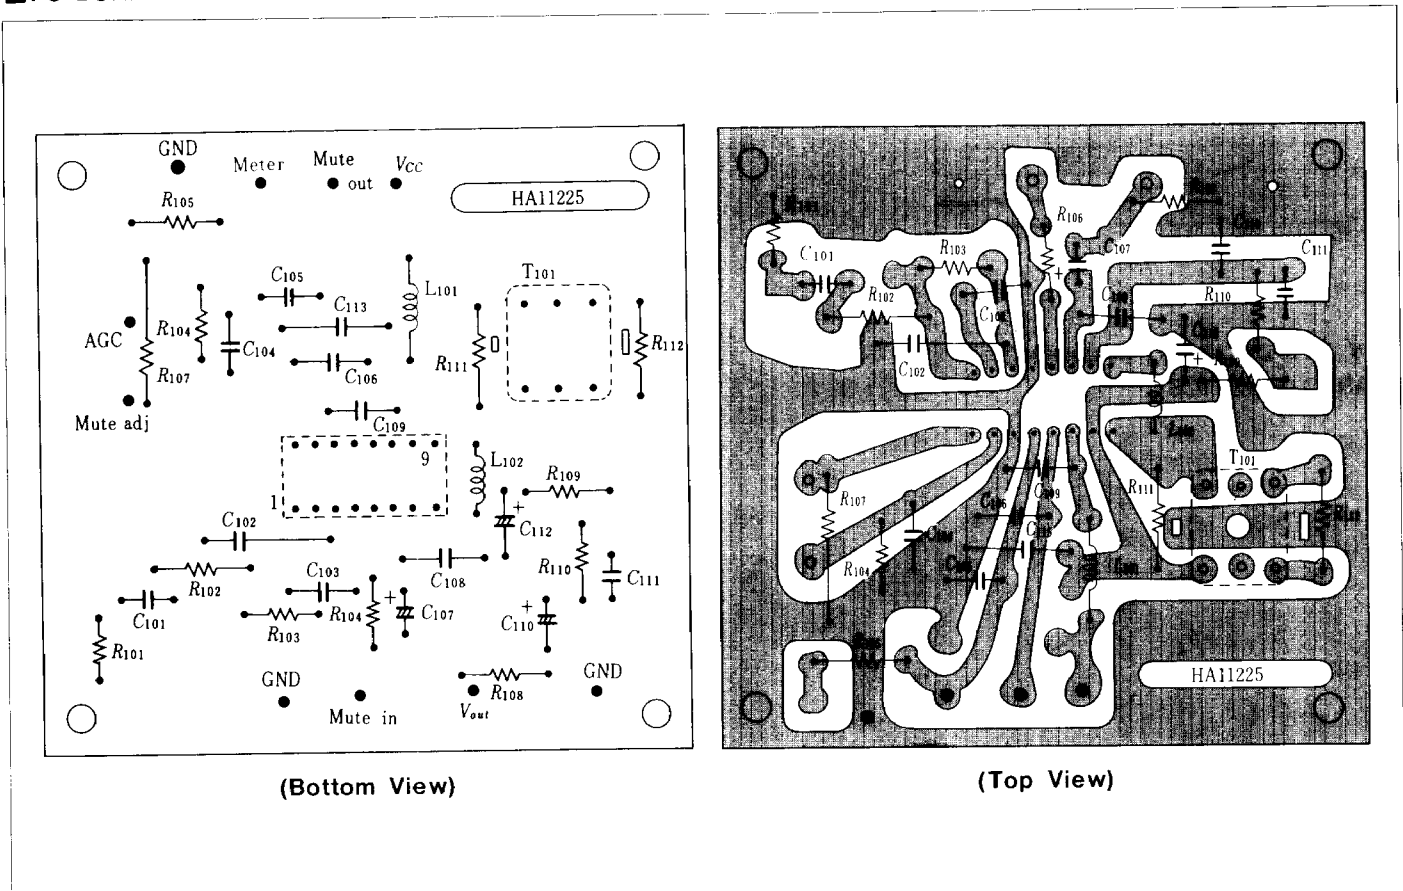 GND
Meter
Mute out
VCC
HA11225
R105
C105
C113
L101
T101
AGC
R104
C104
R107
C106
R111
R112
Mute adj
C109
9
L102
R109
1
C102
+
C112
C108
R110
C111
R102
C103
R104
+
C107
+
C110
C101
R103
R101
GND
R108
GND
Mute in
Vout
(Bottom View)
R106
C101
R103
+
C107
C111
R102
R110
C102
+
T101
R107
C109
R111
C106
R104
HA11225
(Top View)